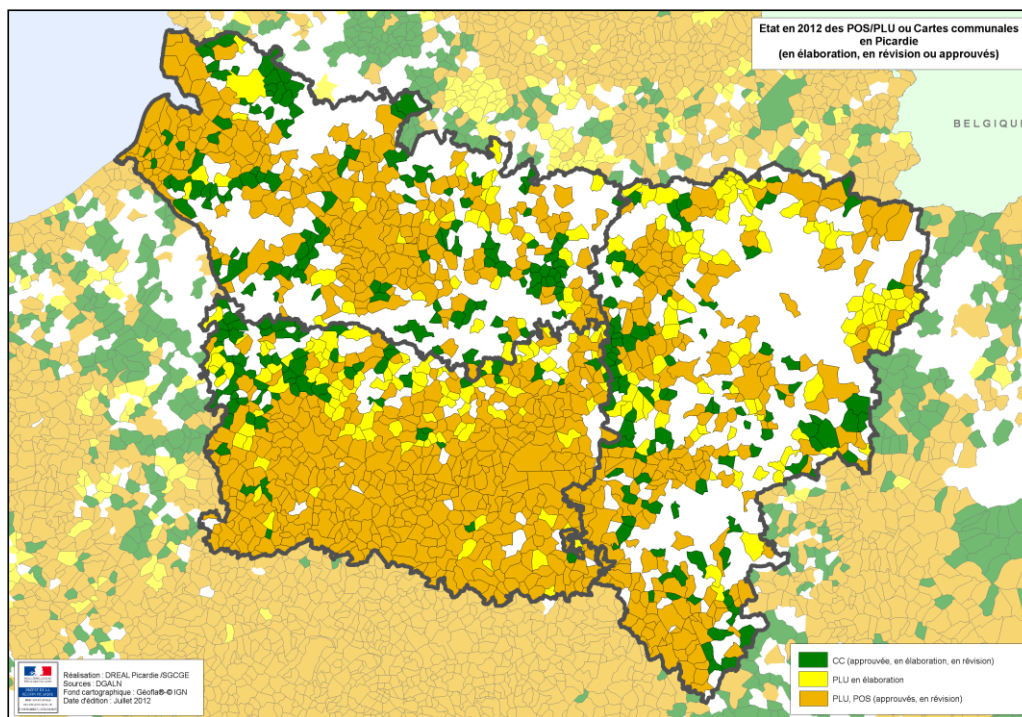 Etat en 2012 des POS/PLU ou Cartes communales
en Picardie
(en élaboration, en révision ou approuvés)
BELGIQUE
Réalisation : DREAL Picardie /SGCGE
Sources : DGALN
Fond cartographique : Géofla®-© IGN
Date d'édition : Juillet 2012
CC (approuvée, en élaboration, en révision)
PLU en élaboration
PLU, POS (approuvés, en révision)